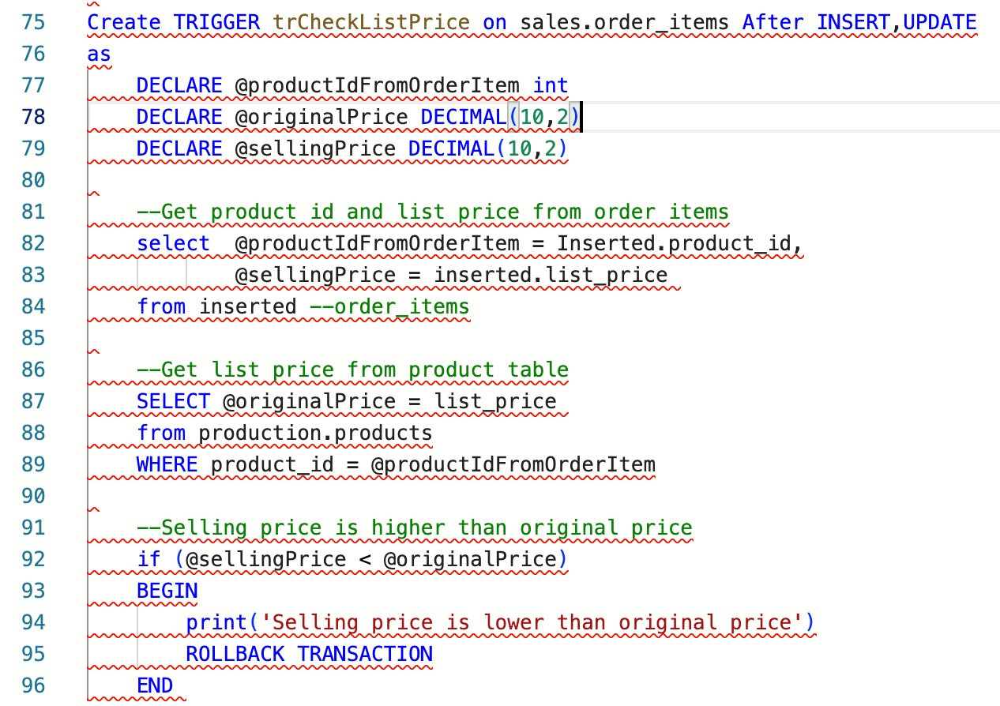 75 Create TRIGGER trCheckListPrice on sales.order_items After INSERT,UPDATE
76 as
77 DECLARE @productIdFromOrderItem int
78 DECLARE @originalPrice DECIMAL(10,2)
79 DECLARE @sellingPrice DECIMAL(10,2)
80
81 --Get product id and list price from order items
82 select  @productIdFromOrderItem = Inserted.product_id,
83 @sellingPrice = inserted.list_price
84 from inserted --order_items
85
86 --Get list price from product table
87 SELECT @originalPrice = list_price
88 from production.products
89 WHERE product_id = @productIdFromOrderItem
90
91 --Selling price is higher than original price
92 if (@sellingPrice < @originalPrice)
93 BEGIN
94 print('Selling price is lower than original price')
95 ROLLBACK TRANSACTION
96 END